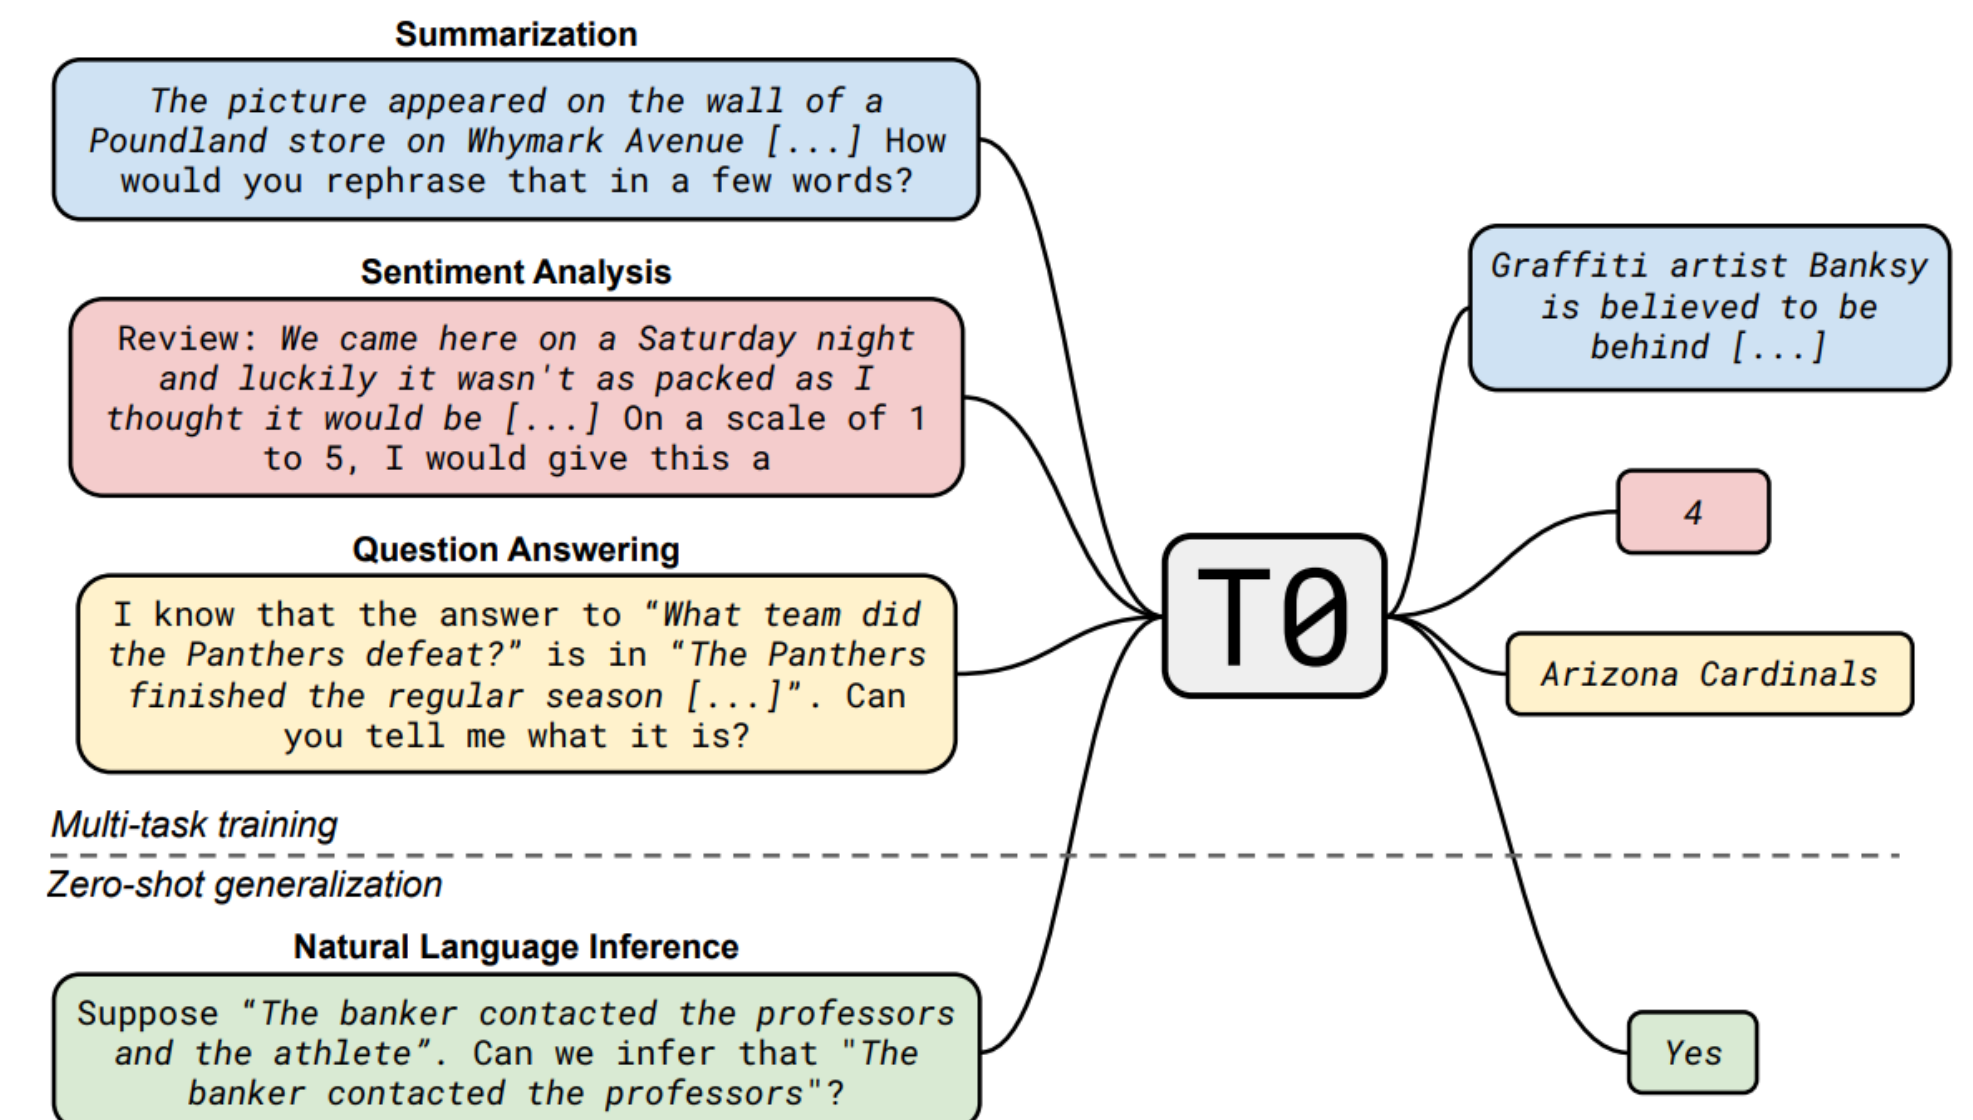 Summarization
The picture appeared on the wall of a
Poundland store on Whymark Avenue [...] How
would you rephrase that in a few words?
Sentiment Analysis
Review: We came here on a Saturday night
and luckily it wasn't as packed as I
thought it would be [...] On a scale of 1
to 5, I would give this a
Question Answering
I know that the answer to “What team did
the Panthers defeat?” is in “The Panthers
finished the regular season [...]”. Can
you tell me what it is?
Multi-task training
Zero-shot generalization
Natural Language Inference
Suppose “The banker contacted the professors
and the athlete”. Can we infer that "The
banker contacted the professors"?
T0
Graffiti artist Banksy
is believed to be
behind [...]
4
Arizona Cardinals
Yes